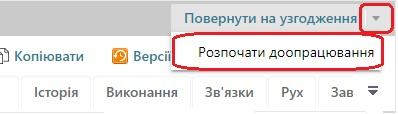 Повернути на узгодження
Розпочати доопрацювання
Копіювати Версії
Історія Виконання Зв'язки Рух Зав